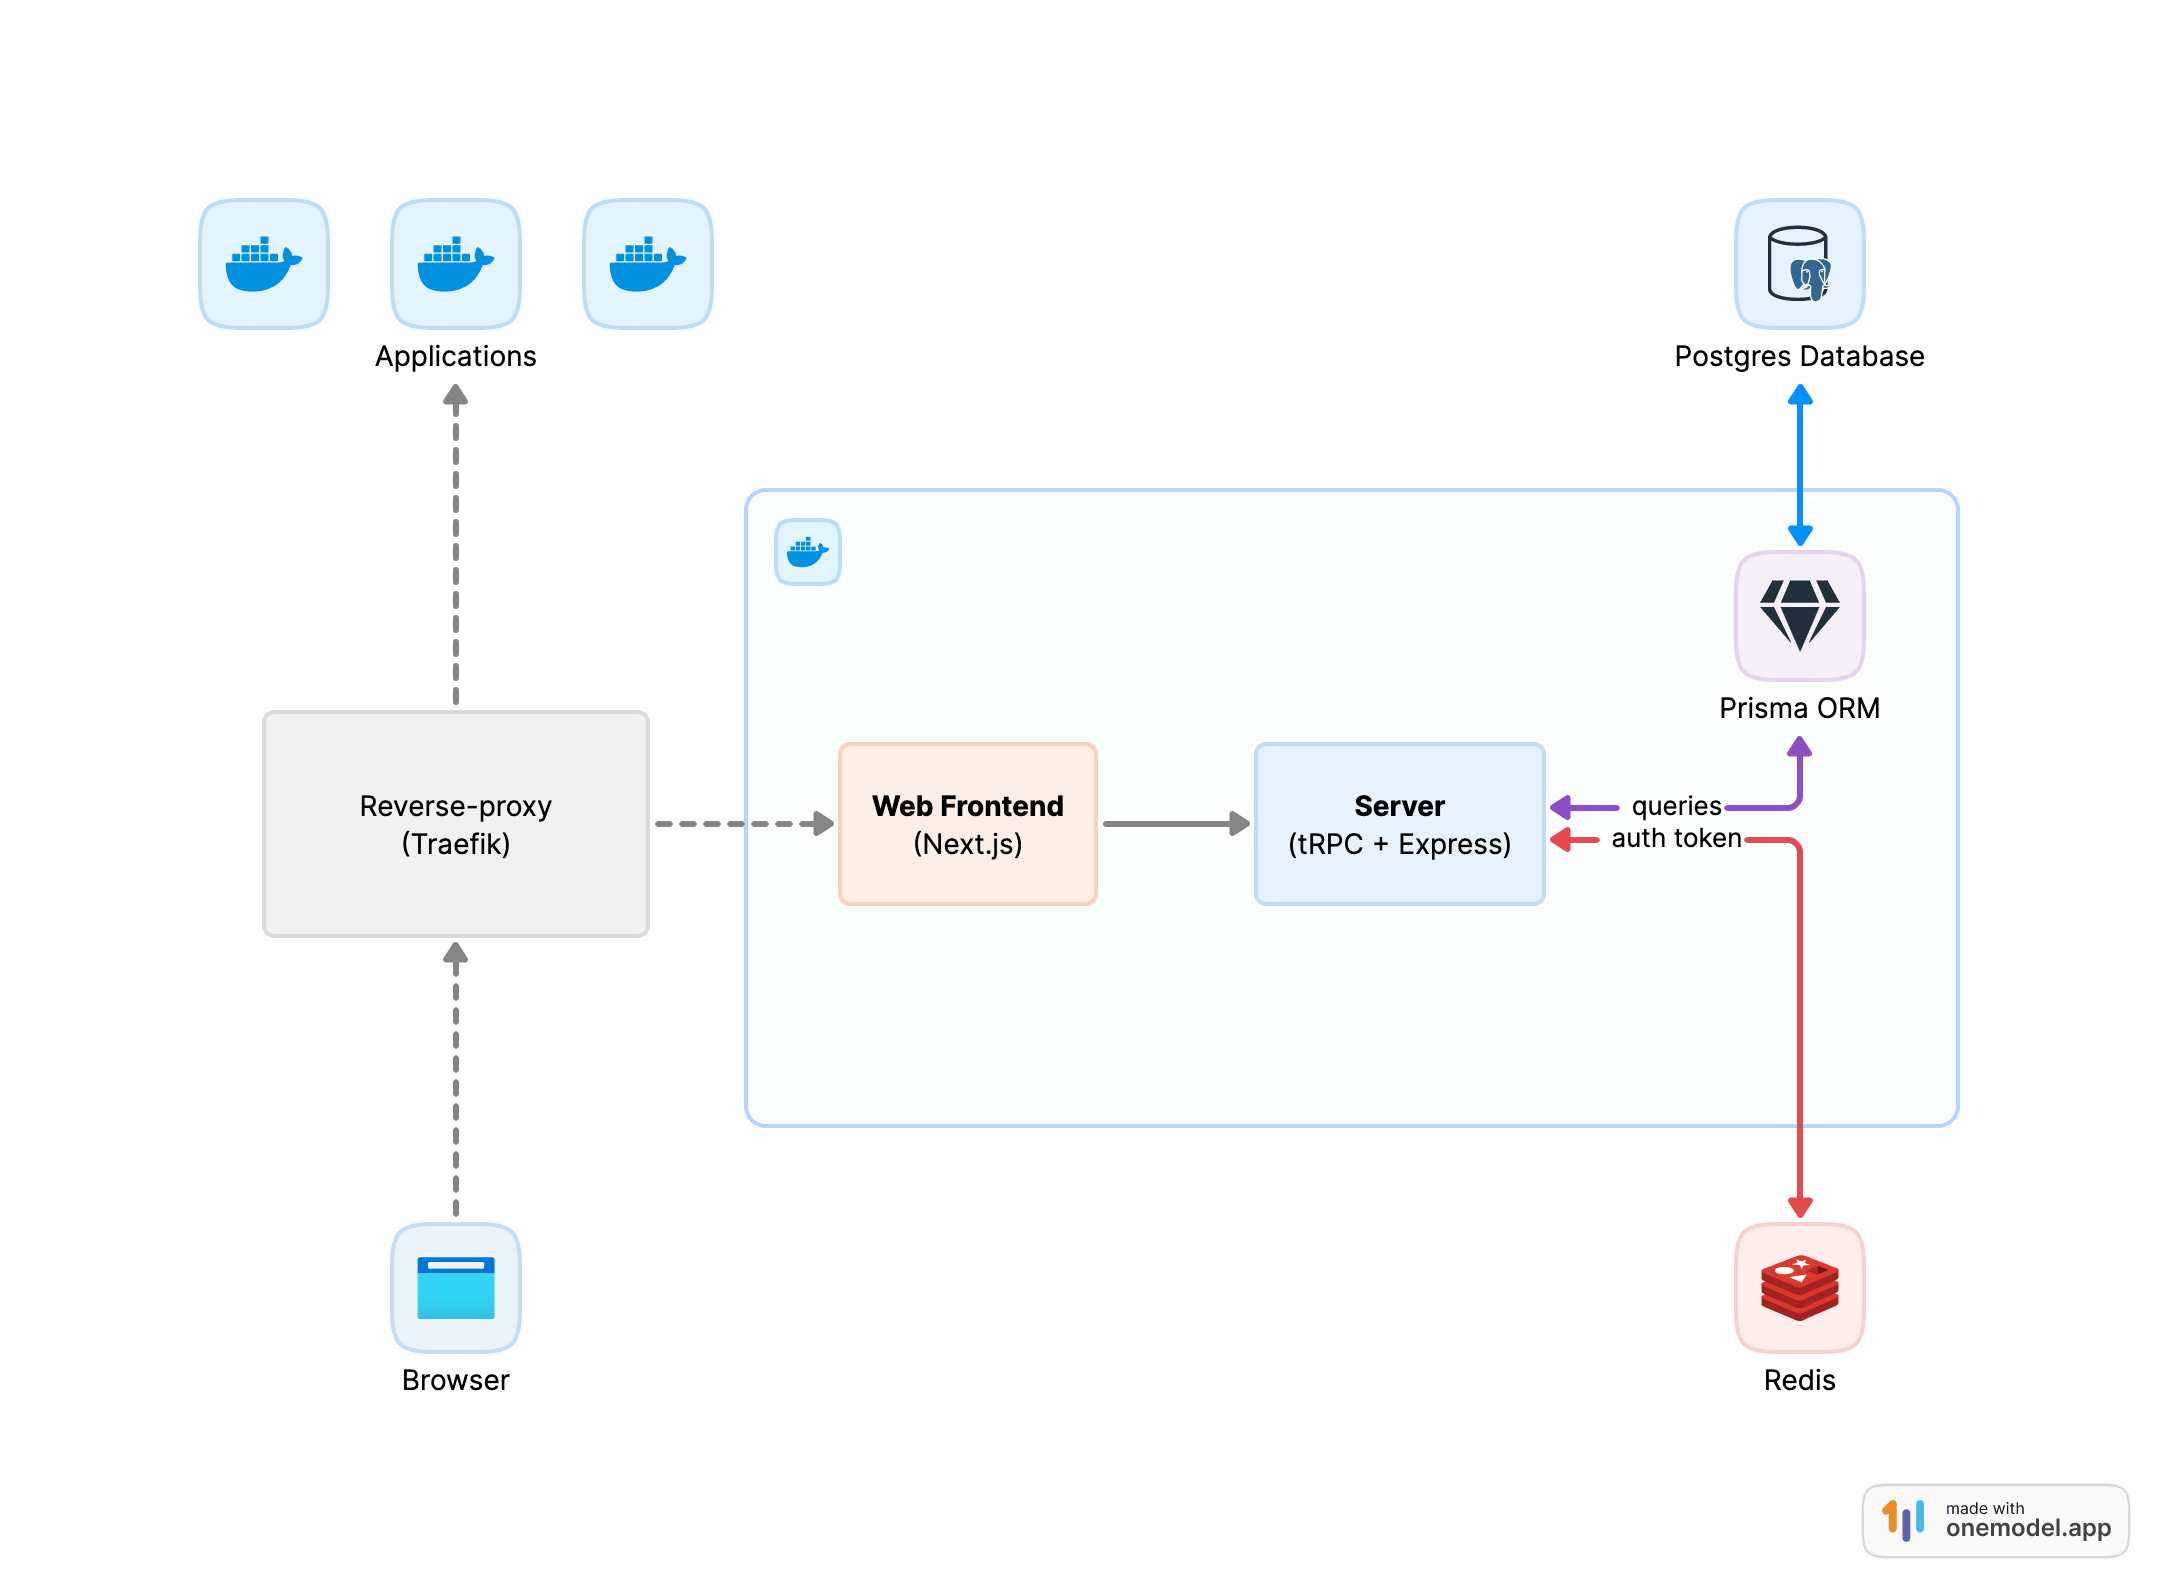 Applications
Postgres Database
Prisma ORM
Reverse-proxy
(Traefik)
Web Frontend
(Next.js)
Server
(tRPC + Express)
queries
auth token
Browser
Redis
made with
onemodel.app